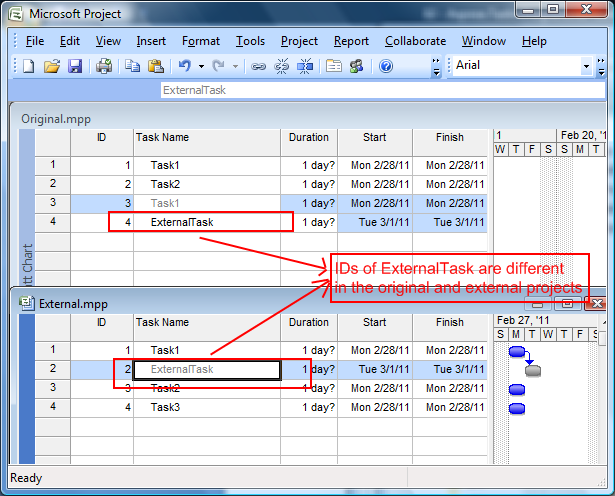 Microsoft Project
File Edit View Insert Format Tools Project Report Collaborate Window Help
Arial
ExternalTask
Original.mpp
ID Task Name Duration Start Finish 1 Feb 20, '1
W T F S S M T
1 1 Task1 1 day? Mon 2/28/11 Mon 2/28/11
2 2 Task2 1 day? Mon 2/28/11 Mon 2/28/11
3 3 Task1 1 day? Mon 2/28/11 Mon 2/28/11
4 4 ExternalTask 1 day? Tue 3/1/11 Tue 3/1/11
tt Chart
IDs of ExternalTask are different
in the original and external projects
External.mpp
ID Task Name Duration Start Finish Feb 27, '11
S M T W T F S
1 1 Task1 1 day? Mon 2/28/11 Mon 2/28/11
2 2 ExternalTask 1 day? Tue 3/1/11 Tue 3/1/11
3 3 Task2 1 day? Mon 2/28/11 Mon 2/28/11
4 4 Task3 1 day? Mon 2/28/11 Mon 2/28/11
Ready